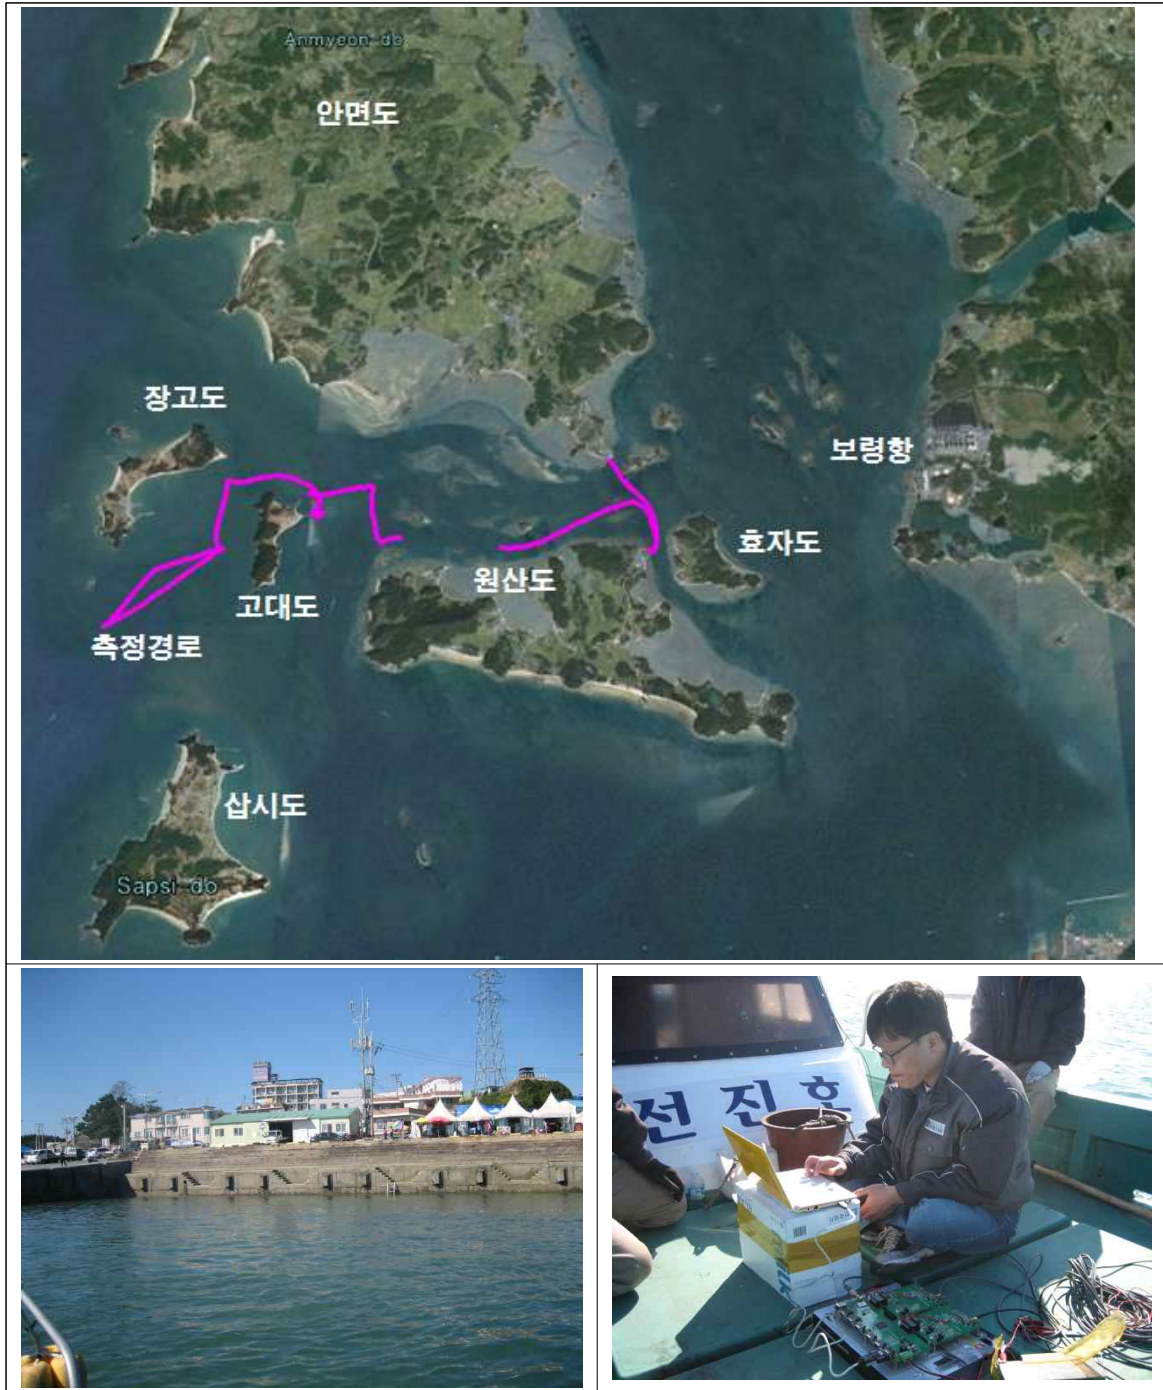 Anmyeon-do
안면도
장고도
보령항
효자도
원산도
고대도
측정경로
삽시도
Sapsi-do
전 진 호